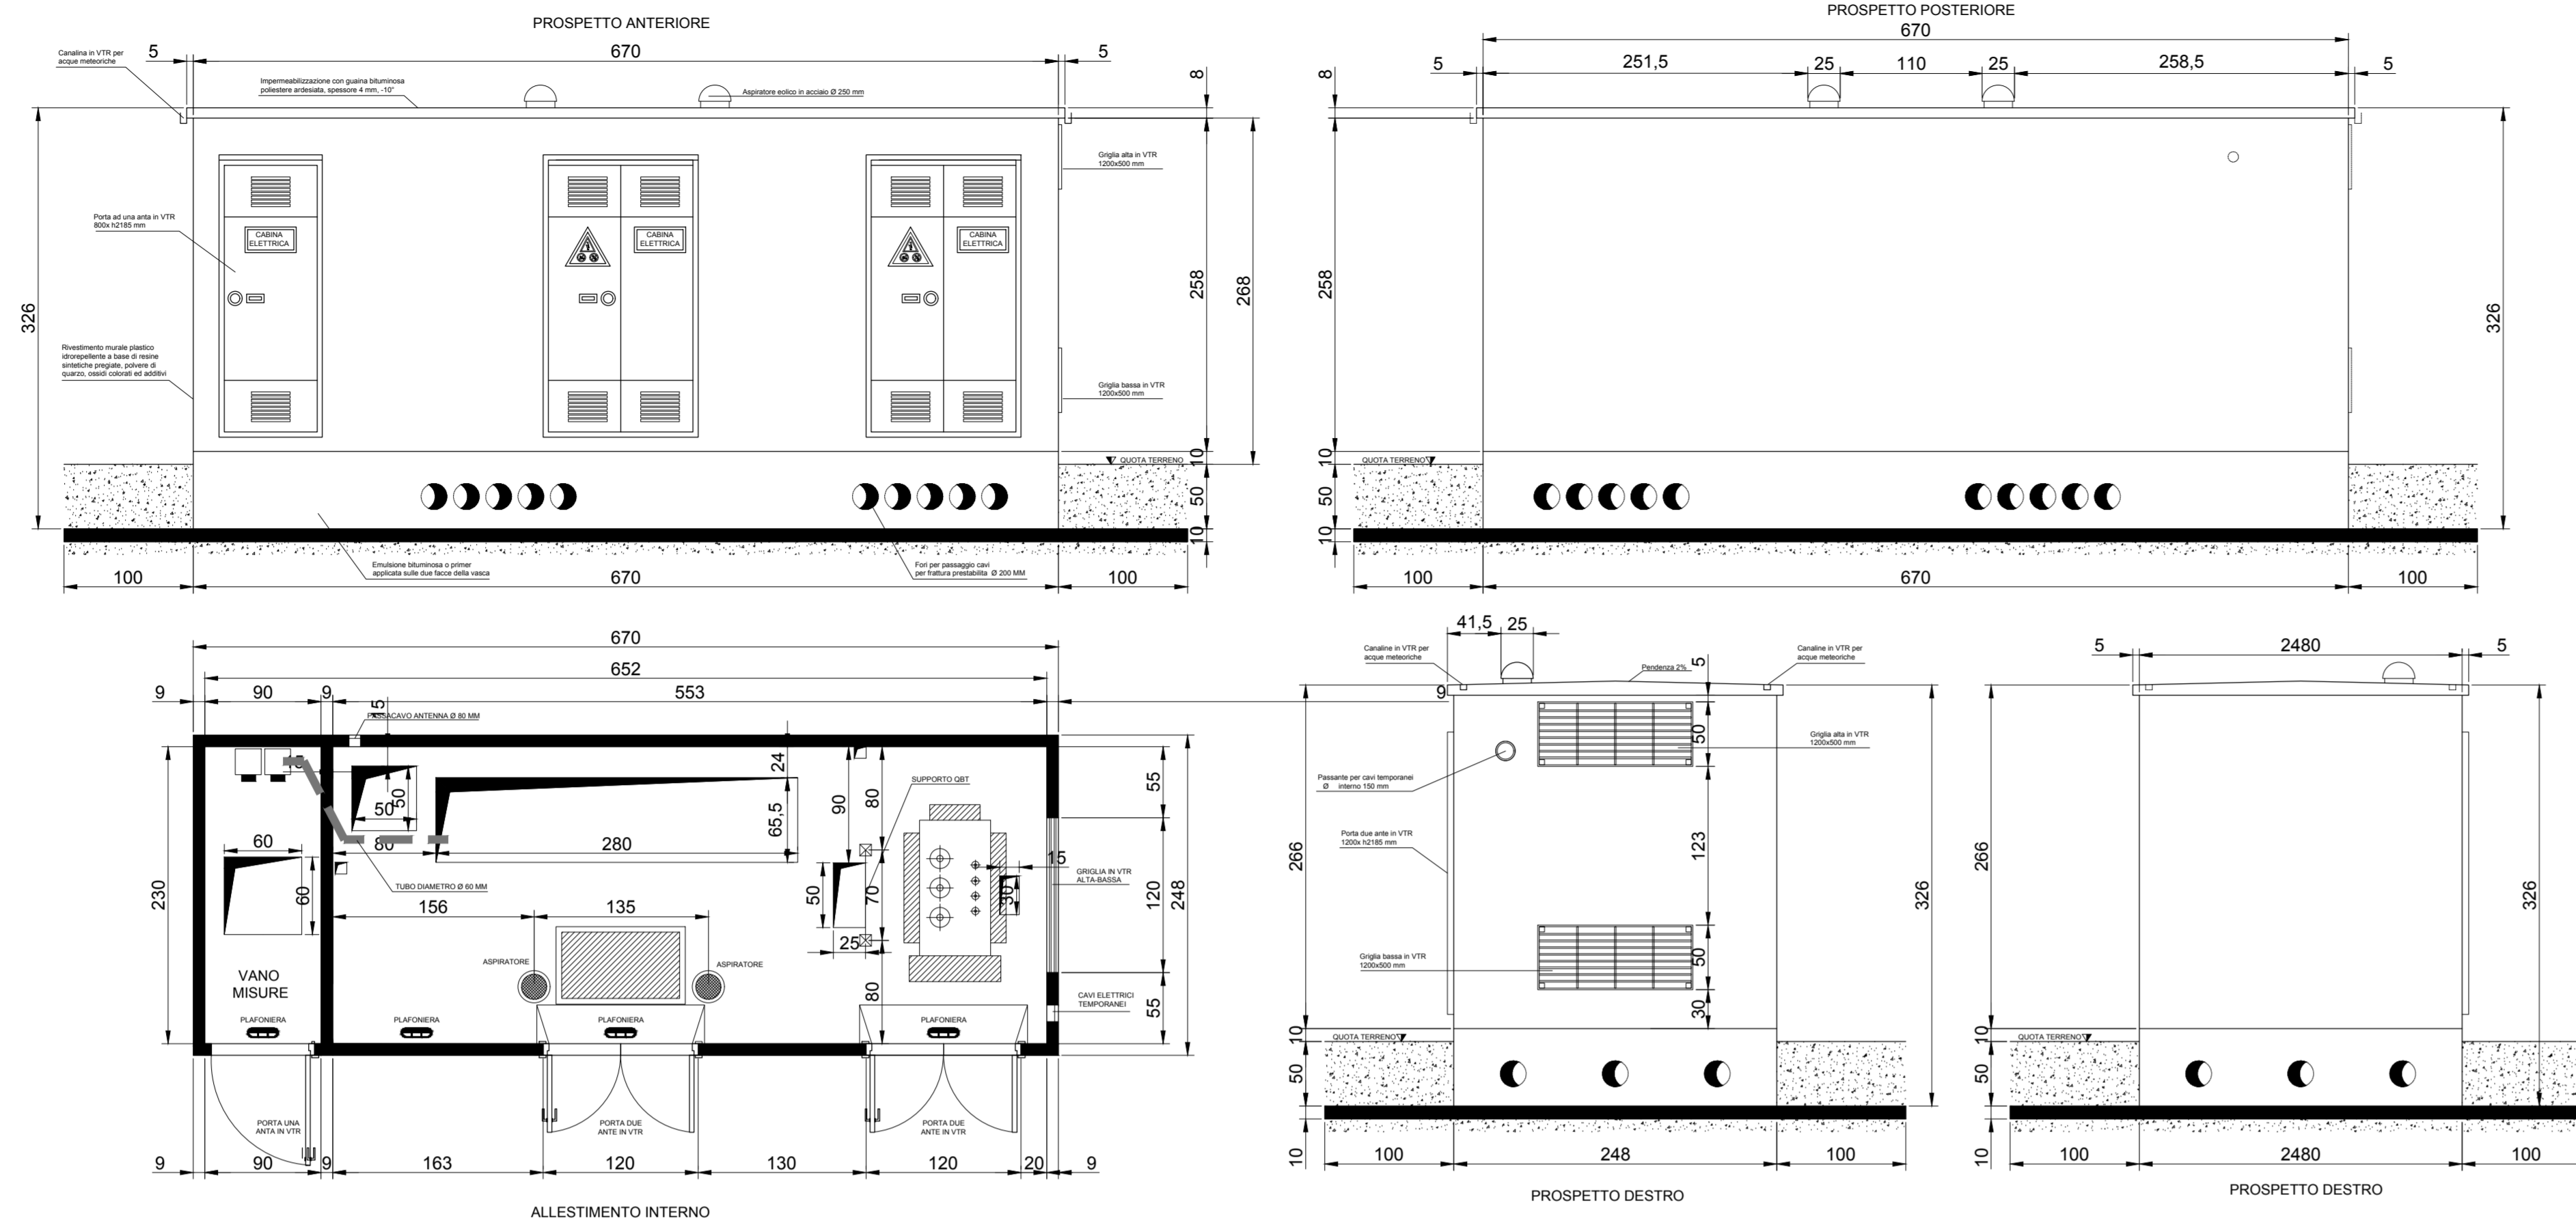 PROSPETTO ANTERIORE
Canalina in VTR per
acque meteoriche
5
670
5
Impermeabilizzazione con guaina bituminosa
poliestere ardesiata, spessore 4 mm, -10°
Aspiratore eolico in acciaio Ø 250 mm
8
326
Griglia alta in VTR
1200x500 mm
Porta ad una anta in VTR
800x h2185 mm
CABINA
ELETTRICA
CABINA
ELETTRICA
CABINA
ELETTRICA
258
268
Rivestimento murale plastico
idrorepellente a base di resine
sintetiche pregiate, polvere di
quarzo, ossidi colorati ed additivi
Griglia bassa in VTR
1200x500 mm
QUOTA TERRENO
10
50
10
Emulsione bituminosa o primer
applicata sulle due facce della vasca
Fori per passaggio cavi
per frattura prestabilita Ø 200 MM
100
670
100
PROSPETTO POSTERIORE
670
5
251,5
25
110
25
258,5
5
8
258
326
QUOTA TERRENO
10
50
10
100
670
100
670
652
9
90
9
553
9
15
PASSACAVO ANTENNA Ø 80 MM
15
50
50
24
90
80
SUPPORTO QBT
65,5
55
80
280
60
60
TUBO DIAMETRO Ø 60 MM
230
15
30
GRIGLIA IN VTR
ALTA-BASSA
50
70
120
248
156
135
25
ASPIRATORE
ASPIRATORE
VANO
MISURE
80
CAVI ELETTRICI
TEMPORANEI
55
PLAFONIERA
PLAFONIERA
PLAFONIERA
PLAFONIERA
PORTA UNA
ANTA IN VTR
PORTA DUE
ANTE IN VTR
PORTA DUE
ANTE IN VTR
9
90
9
163
120
130
120
20
9
ALLESTIMENTO INTERNO
41,5
25
Canaline in VTR per
acque meteoriche
Canaline in VTR per
acque meteoriche
Pendenza 2%
5
50
Griglia alta in VTR
1200x500 mm
Passante per cavi temporanei
Ø interno 150 mm
Porta due ante in VTR
1200x h2185 mm
266
123
326
Griglia bassa in VTR
1200x500 mm
50
30
QUOTA TERRENO
10
50
10
100
248
100
PROSPETTO DESTRO
5
2480
5
266
326
QUOTA TERRENO
10
50
10
100
2480
100
PROSPETTO DESTRO